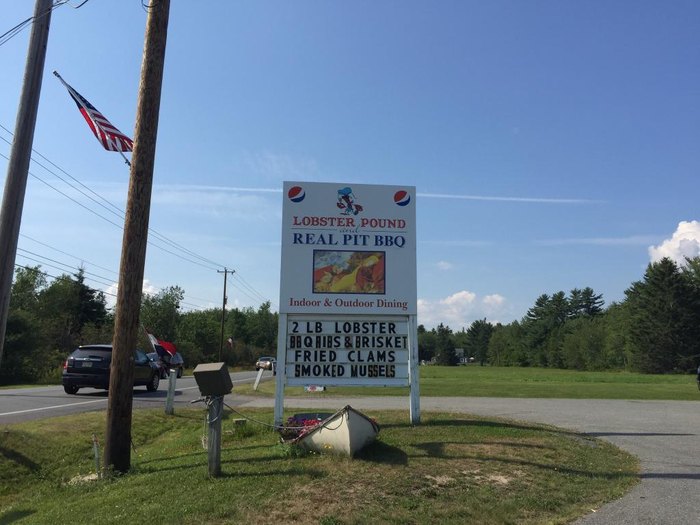 LOBSTER POUND
and
REAL PIT BBQ
Indoor & Outdoor Dining
2 LB LOBSTER
BBQ RIBS & BRISKET
FRIED CLAMS
SMOKED MUSSELS